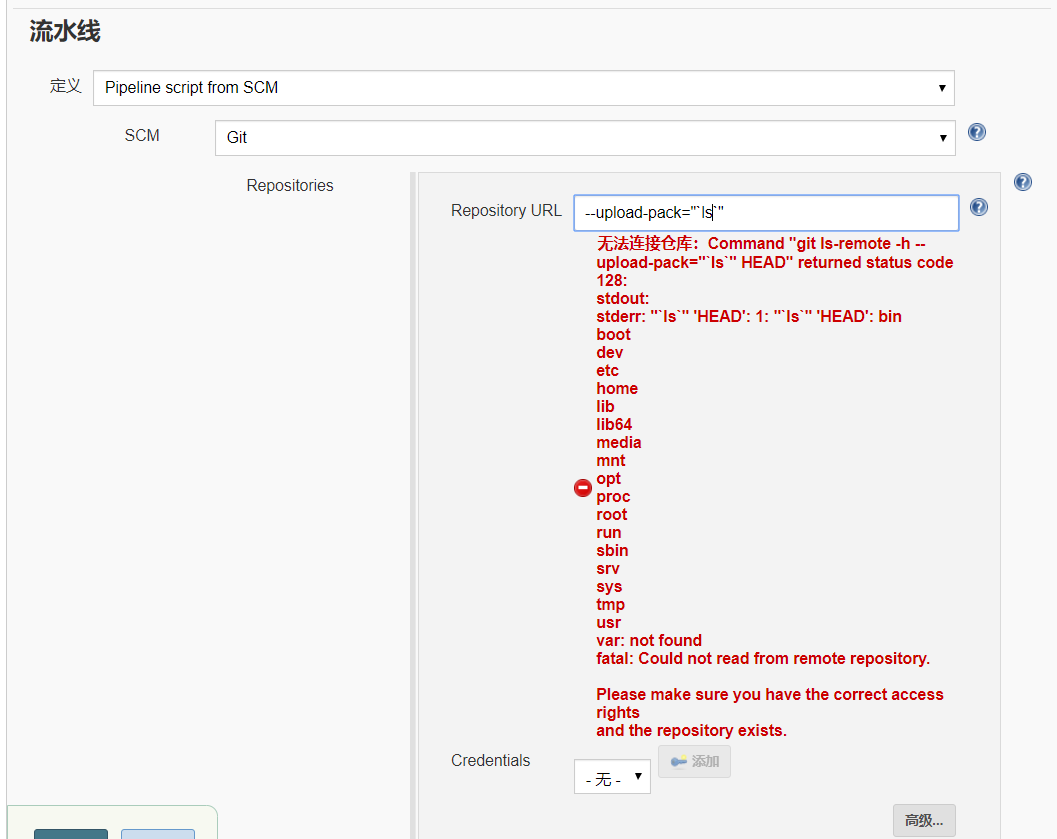 流水线
定义
Pipeline script from SCM
SCM
Git
Repositories
Repository URL
--upload-pack="`ls`"
无法连接仓库：Command "git ls-remote -h --
upload-pack="`ls`" HEAD" returned status code
128:
stdout:
stderr: "`ls`" 'HEAD': 1: "`ls`" 'HEAD': bin
boot
dev
etc
home
lib
lib64
media
mnt
opt
proc
root
run
sbin
srv
sys
tmp
usr
var: not found
fatal: Could not read from remote repository.
Please make sure you have the correct access
rights
and the repository exists.
Credentials
- 无 -
添加
高级...